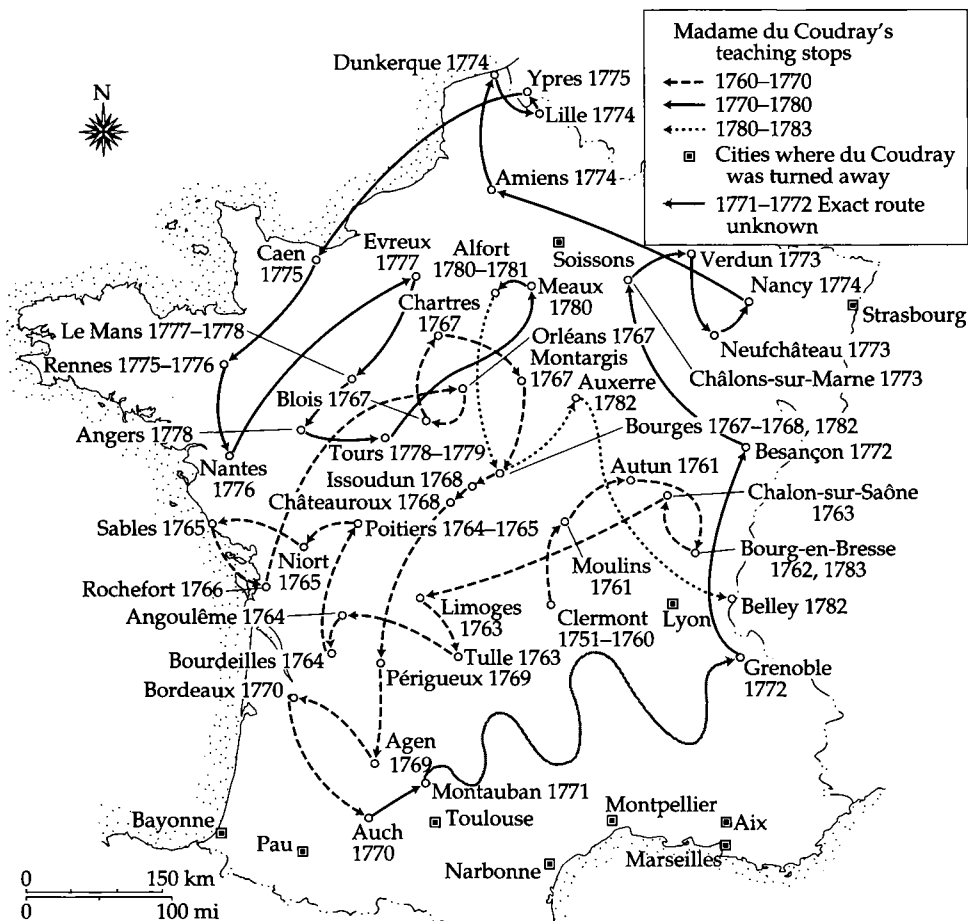 Madame du Coudray's
teaching stops
1760–1770
1770–1780
1780–1783
Cities where du Coudray
was turned away
1771–1772 Exact route
unknown
N
Dunkerque 1774
Ypres 1775
Lille 1774
Amiens 1774
Caen
1775
Evreux
1777
Alfort
1780–1781
Soissons
Verdun 1773
Chartres
1767
Meaux
1780
Nancy 1774
Strasbourg
Le Mans 1777–1778
Orléans 1767
Neufchâteau 1773
Rennes 1775–1776
Montargis
1767
Châlons-sur-Marne 1773
Blois 1767
Auxerre
1782
Angers 1778
Tours 1778–1779
Bourges 1767–1768, 1782
Besançon 1772
Nantes
1776
Issoudun 1768
Autun 1761
Châteauroux 1768
Chalon-sur-Saône
1763
Sables 1765
Poitiers 1764–1765
Niort
1765
Moulins
1761
Bourg-en-Bresse
1762, 1783
Rochefort 1766
Limoges
1763
Clermont
1751–1760
Lyon
Belley 1782
Angoulême 1764
Bourdeilles 1764
Tulle 1763
Périgueux 1769
Grenoble
1772
Bordeaux 1770
Agen
1769
Montauban 1771
Bayonne
Auch
1770
Toulouse
Montpellier
Aix
Pau
Marseilles
Narbonne
0 150 km
0 100 mi